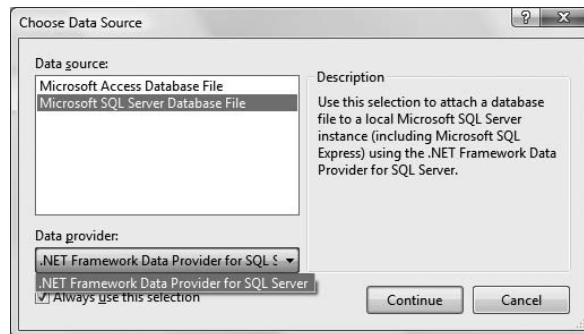 Choose Data Source
Data source:
Microsoft Access Database File
Microsoft SQL Server Database File
Description
Use this selection to attach a database
file to a local Microsoft SQL Server
instance (including Microsoft SQL
Express) using the .NET Framework Data
Provider for SQL Server.
Data provider:
.NET Framework Data Provider for SQL S
.NET Framework Data Provider for SQL Server
Always use this selection
Continue
Cancel